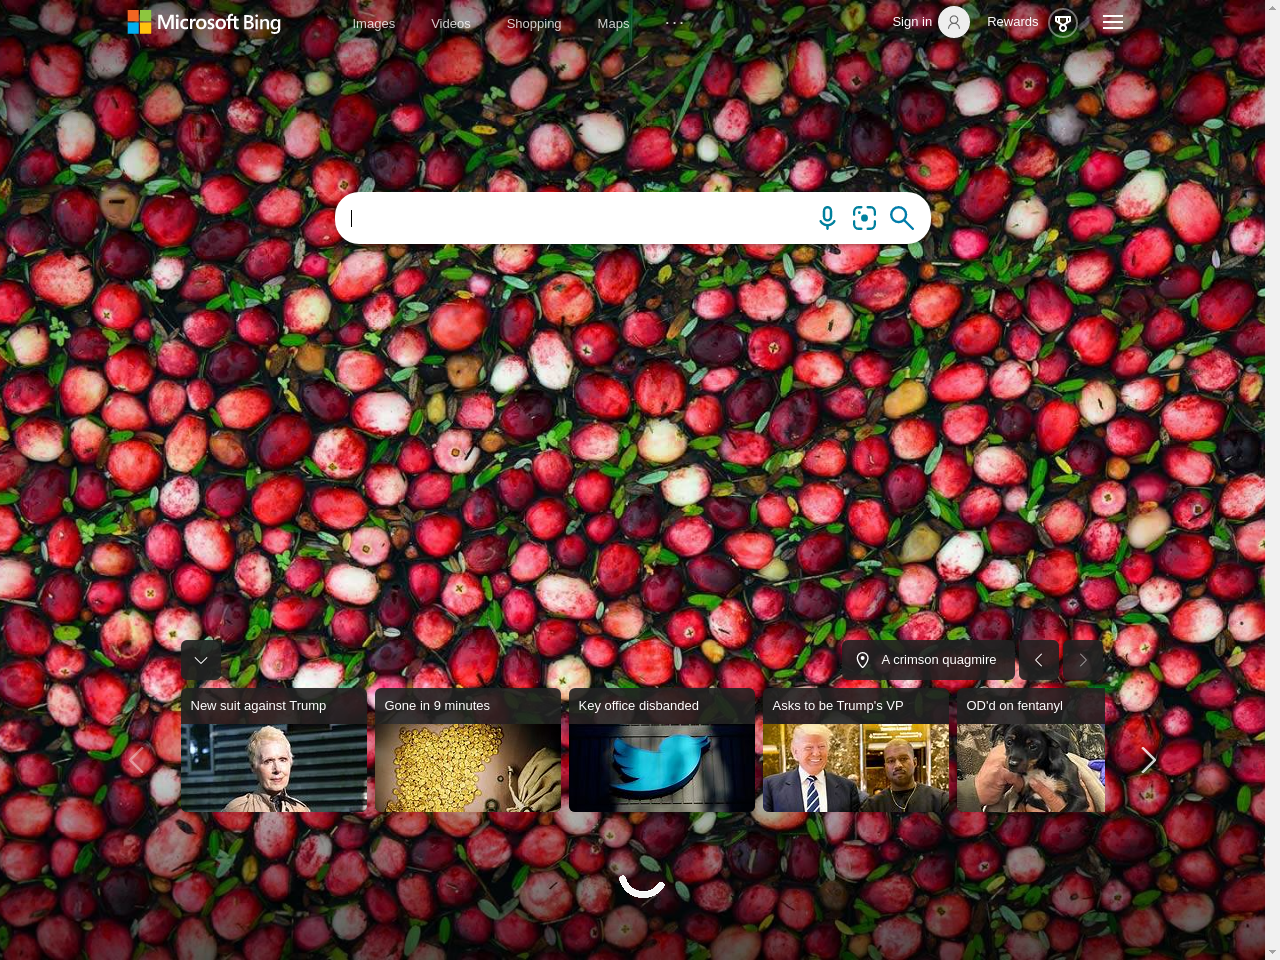 Microsoft Bing
Images
Videos
Shopping
Maps
Sign in
Rewards
A crimson quagmire
New suit against Trump
Gone in 9 minutes
Key office disbanded
Asks to be Trump's VP
OD'd on fentanyl